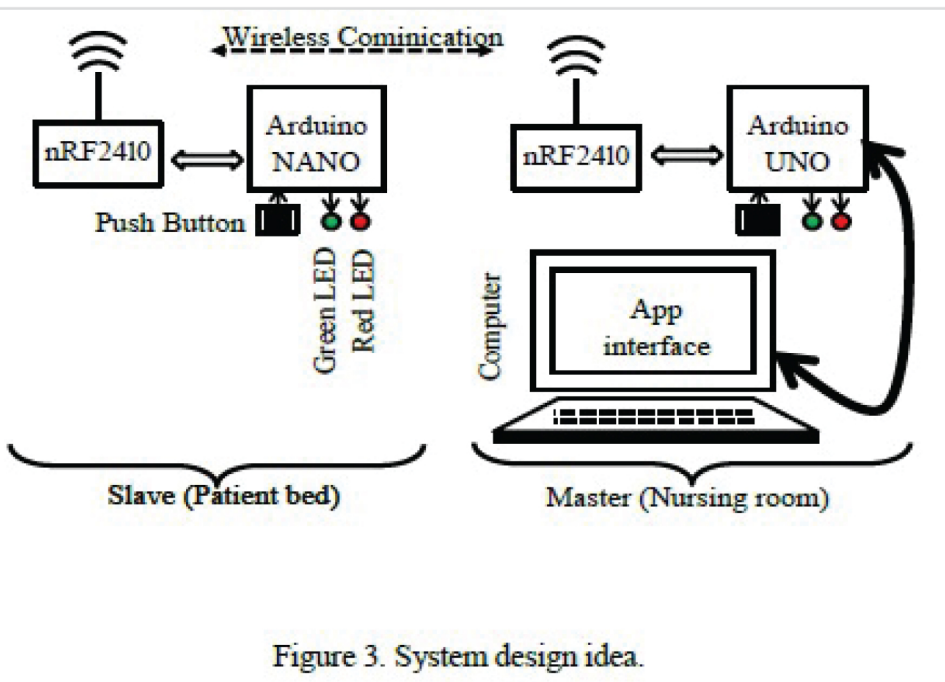 Wireless Cominication
nRF2410
Arduino
NANO
Push Button
Green LED
Red LED
Slave (Patient bed)
nRF2410
Arduino
UNO
Computer
App
interface
Master (Nursing room)
Figure 3. System design idea.